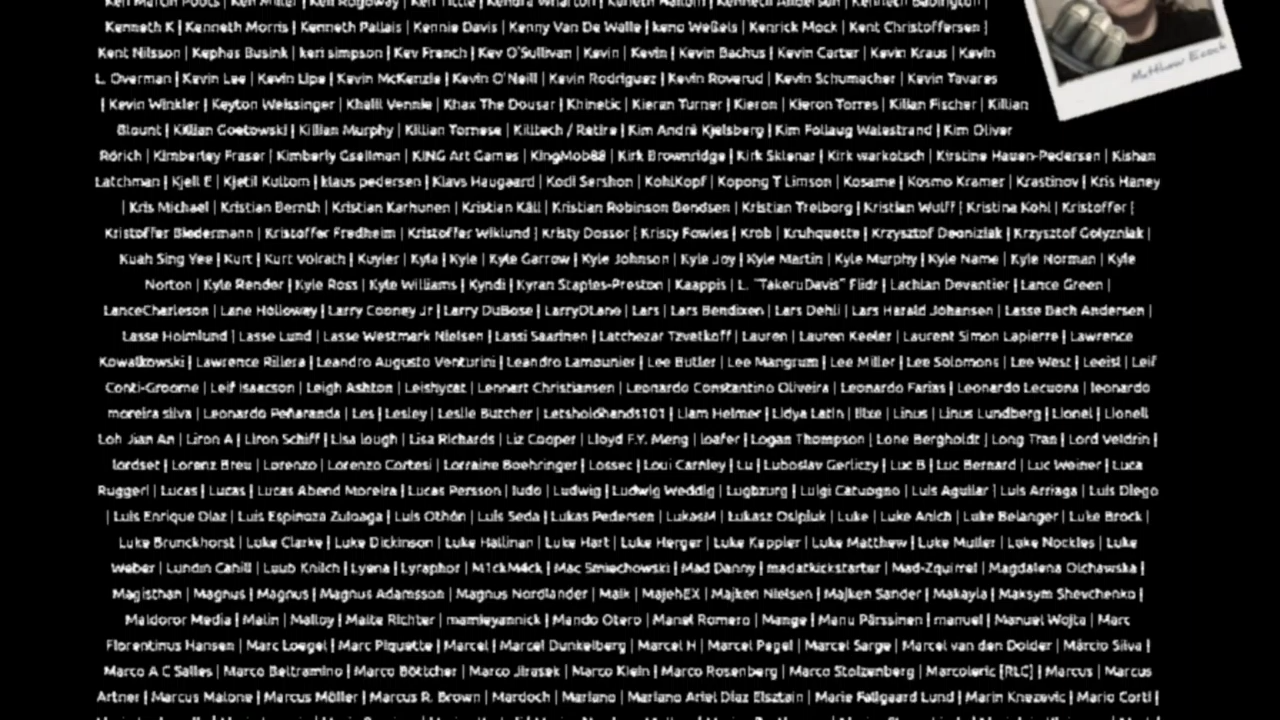 Kenneth K | Kenneth Morris | Kenneth Pallais | Kennie Davis | Kenny Van De Walle | keno Weßels | Kenrick Mock | Kent Christoffersen |
Kent Nilsson | Kephas Busink | keri simpson | Kev French | Kev O'Sullivan | Kevin | Kevin | Kevin Bachus | Kevin Carter | Kevin Kraus | Kevin
L. Overman | Kevin Lee | Kevin Lipe | Kevin McKenzie | Kevin O'Neill | Kevin Rodriguez | Kevin Roverud | Kevin Schumacher | Kevin Tavares
| Kevin Winkler | Keyton Weissinger | Khalil Vennie | Khax The Dousar | Khinetic | Kieran Turner | Kieron | Kieron Torres | Kilian Fischer | Killian
Blount | Killian Goetowski | Killian Murphy | Killian Tornese | Killtech / Retire | Kim André Kjelsberg | Kim Follaug Walestrand | Kim Oliver
Rörich | Kimberley Fraser | Kimberly Gsellman | KING Art Games | KingMob88 | Kirk Brownridge | Kirk Sklenar | Kirk warkotsch | Kirstine Hauen-Pedersen | Kishan
Latchman | Kjell E | Kjetil Kultom | klaus pedersen | Klavs Haugaard | Kodi Sershon | KohlKopf | Kopong T Limson | Kosame | Kosmo Kramer | Krastinov | Kris Haney
| Kris Michael | Kristian Bernth | Kristian Karhunen | Kristian Käll | Kristian Robinson Bendsen | Kristian Trelborg | Kristian Wulff | Kristina Kohl | Kristoffer |
Kristoffer Biedermann | Kristoffer Fredheim | Kristoffer Wiklund | Kristy Dossor | Kristy Fowles | Krob | Kruhquette | Krzysztof Deoniziak | Krzysztof Golyzniak |
Kuah Sing Yee | Kurt | Kurt Volrath | Kuyler | Kyla | Kyle | Kyle Garrow | Kyle Johnson | Kyle Joy | Kyle Martin | Kyle Murphy | Kyle Name | Kyle Norman | Kyle
Norton | Kyle Render | Kyle Ross | Kyle Williams | Kyndi | Kyran Staples-Preston | Kaappis | L. "TakeruDavis" Flidr | Lachlan Devantier | Lance Green |
LanceCharleson | Lane Holloway | Larry Cooney Jr | Larry DuBose | LarryDLane | Lars | Lars Bendixen | Lars Dehli | Lars Harald Johansen | Lasse Bach Andersen |
Lasse Holmlund | Lasse Lund | Lasse Westmark Nielsen | Lassi Saarinen | Latchezar Tzvetkoff | Lauren | Lauren Keeler | Laurent Simon Lapierre | Lawrence
Kowalkowski | Lawrence Rillera | Leandro Augusto Venturini | Leandro Lamounier | Lee Butler | Lee Mangrum | Lee Miller | Lee Solomons | Lee West | Leeisl | Leif
Conti-Groome | Leif Isaacson | Leigh Ashton | Leishycat | Lennart Christiansen | Leonardo Constantino Oliveira | Leonardo Farias | Leonardo Lecuona | leonardo
moreira silva | Leonardo Peñaranda | Les | Lesley | Leslie Butcher | Letsholdhands101 | Liam Helmer | Lidya Latin | lilxe | Linus | Linus Lundberg | Lionel | Lionell
Loh Jian An | Liron A | Liron Schiff | Lisa lough | Lisa Richards | Liz Cooper | Lloyd F.Y. Meng | loafer | Logan Thompson | Lone Bergholdt | Long Tran | Lord Veldrin |
lordset | Lorenz Breu | Lorenzo | Lorenzo Cortesi | Lorraine Boehringer | Lossec | Loui Carnley | Lu | Luboslav Gerliczy | Luc B | Luc Bernard | Luc Weiner | Luca
Ruggeri | Lucas | Lucas | Lucas Abend Moreira | Lucas Persson | ludo | Ludwig | Ludwig Weddig | Lugbzurg | Luigi Catuogno | Luis Aguilar | Luis Arriaga | Luis Diego
| Luis Enrique Diaz | Luis Espinoza Zuloaga | Luis Othón | Luis Seda | Lukas Pedersen | LukasM | Łukasz Osipiuk | Luke | Luke Anich | Luke Belanger | Luke Brock |
Luke Brunckhorst | Luke Clarke | Luke Dickinson | Luke Hallinan | Luke Hart | Luke Herger | Luke Keppler | Luke Matthew | Luke Muller | Luke Nockles | Luke
Weber | Lundin Cahill | Luub Knilch | Lyena | Lyraphor | M1ckM4ck | Mac Smiechowski | Mad Danny | madatkickstarter | Mad-Zquirrel | Magdalena Olchawska |
Magisthan | Magnus | Magnus | Magnus Adamsson | Magnus Nordlander | Maik | MajehEX | Majken Nielsen | Majken Sander | Makayla | Maksym Shevchenko |
Maldoror Media | Malin | Malloy | Malte Richter | mamieyannick | Mando Otero | Manel Romero | Mange | Manu Pärssinen | manuel | Manuel Wojta | Marc
Florentinus Hansen | Marc Loegel | Marc Piquette | Marcel | Marcel Dunkelberg | Marcel H | Marcel Pegel | Marcel Sarge | Marcel van den Dolder | Márcio Silva |
Marco A C Salles | Marco Beltramino | Marco Böttcher | Marco Jirasek | Marco Klein | Marco Rosenberg | Marco Stolzenberg | Marcoleric [RLC] | Marcus | Marcus
Artner | Marcus Malone | Marcus Möller | Marcus R. Brown | Mardoch | Mariano | Mariano Ariel Diaz Elsztain | Marie Fallgaard Lund | Marin Knezevic | Mario Corti |